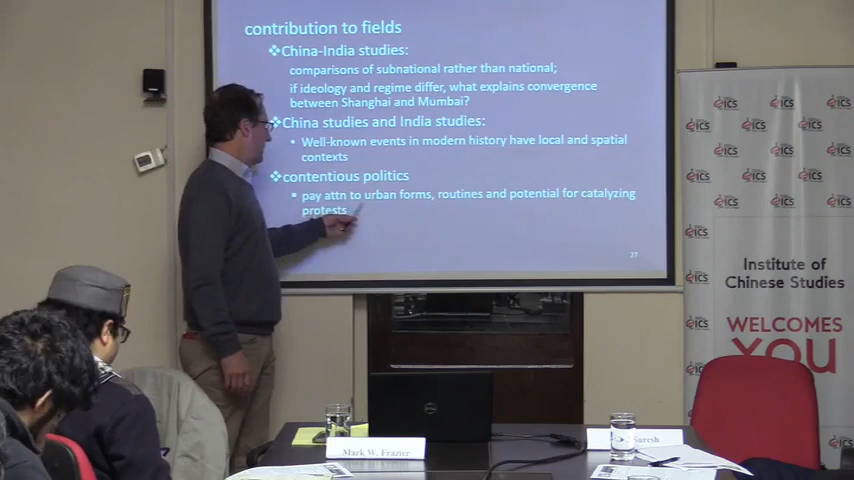 contribution to fields
❖China-India studies:
comparisons of subnational rather than national;
if ideology and regime differ, what explains convergence
between Shanghai and Mumbai?
❖China studies and India studies:
• Well-known events in modern history have local and spatial
contexts
❖contentious politics
▪ pay attn to urban forms, routines and potential for catalyzing
protests
27
ICS
Institute of
Chinese Studies
WELCOMES
YOU
Mark W. Frazier
Suresh
DELL